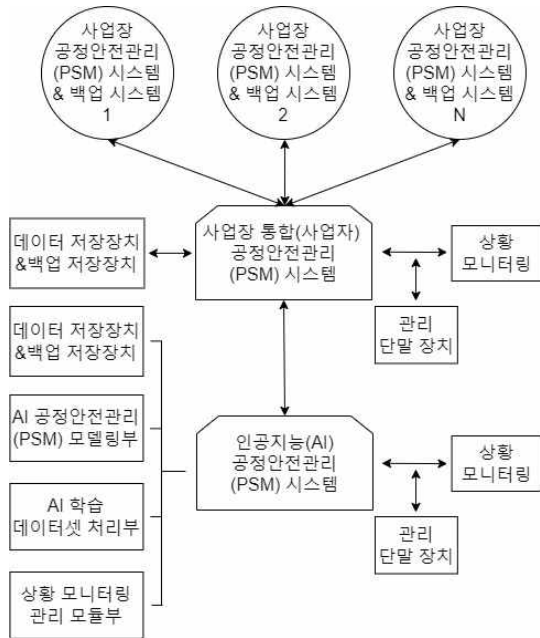 사업장
공정안전관리
(PSM) 시스템
& 백업 시스템
1
사업장
공정안전관리
(PSM) 시스템
& 백업 시스템
2
사업장
공정안전관리
(PSM) 시스템
& 백업 시스템
N
데이터 저장장치
&백업 저장장치
사업장 통합(사업자)
공정안전관리
(PSM) 시스템
상황
모니터링
관리
단말 장치
데이터 저장장치
&백업 저장장치
AI 공정안전관리
(PSM) 모델링부
AI 학습
데이터셋 처리부
상황 모니터링
관리 모듈부
인공지능(AI)
공정안전관리
(PSM) 시스템
상황
모니터링
관리
단말 장치